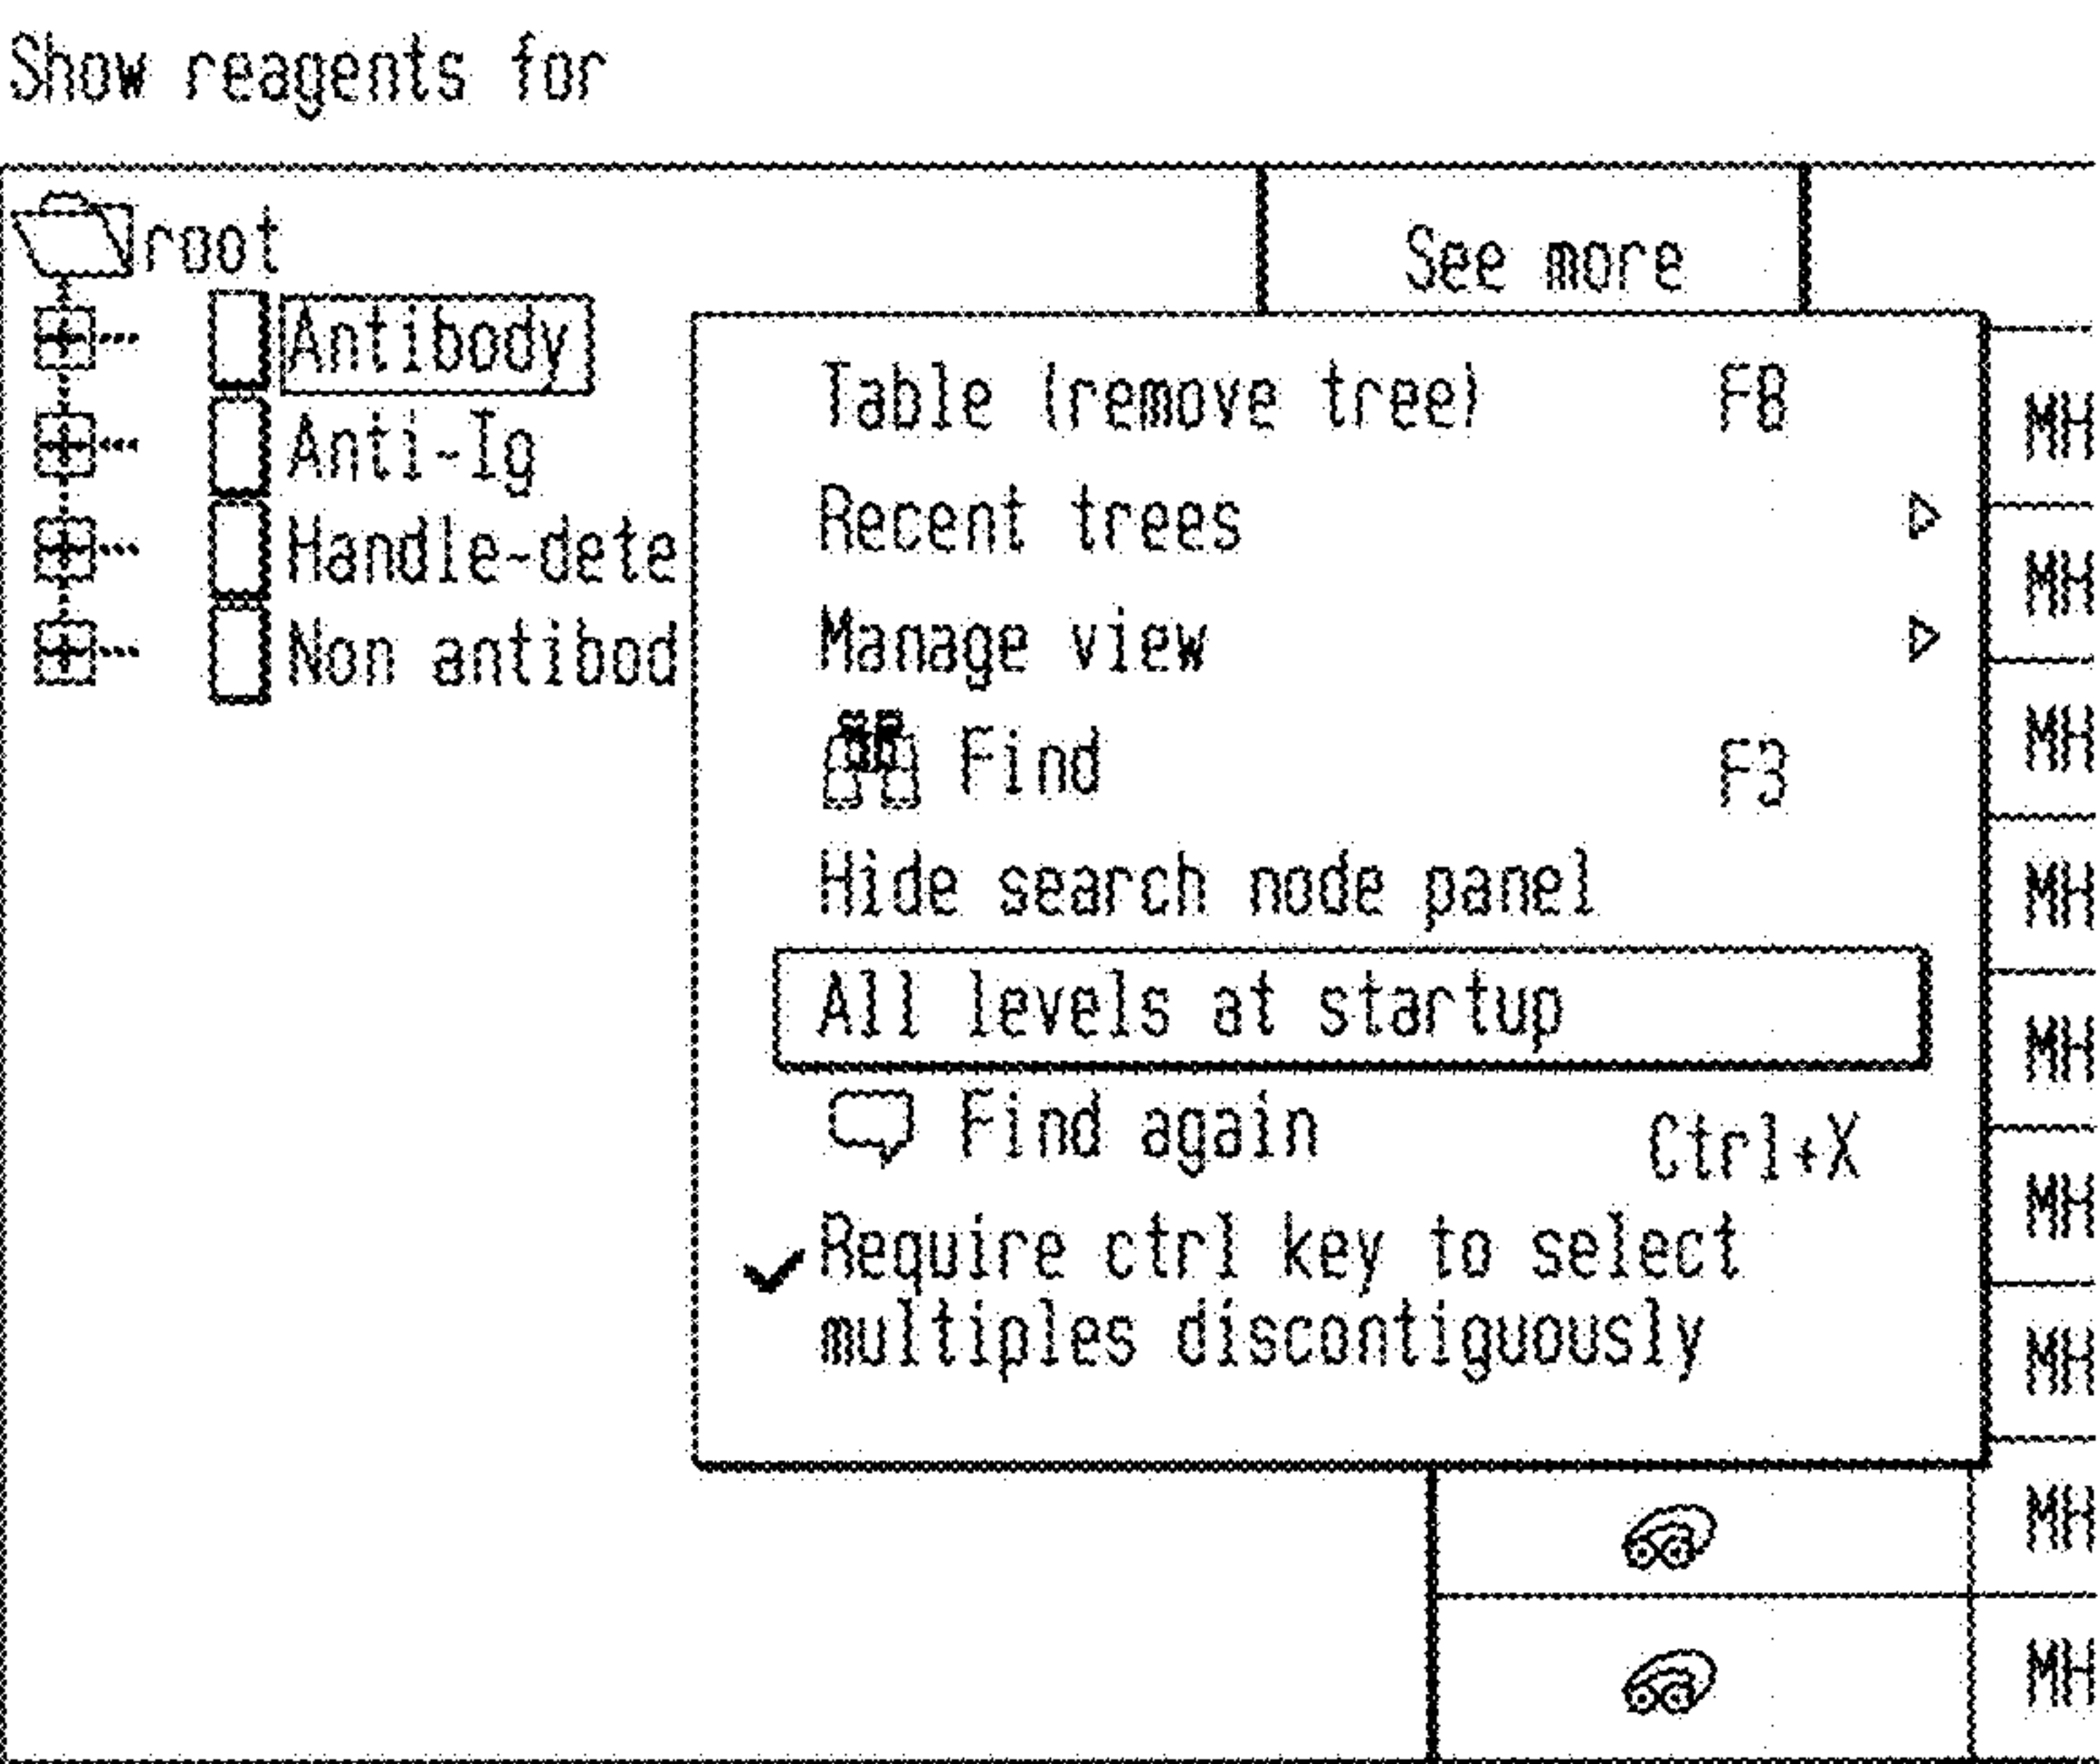 Show reagents for
root
See more
Antibody
Anti-Ig
Handle-dete
Non antibod
Table (remove tree) F8
Recent trees
Manage view
Find F3
Hide search node panel
All levels at startup
Find again Ctrl+X
Require ctrl key to select
multiples discontiguously
MH
MH
MH
MH
MH
MH
MH
MH
MH